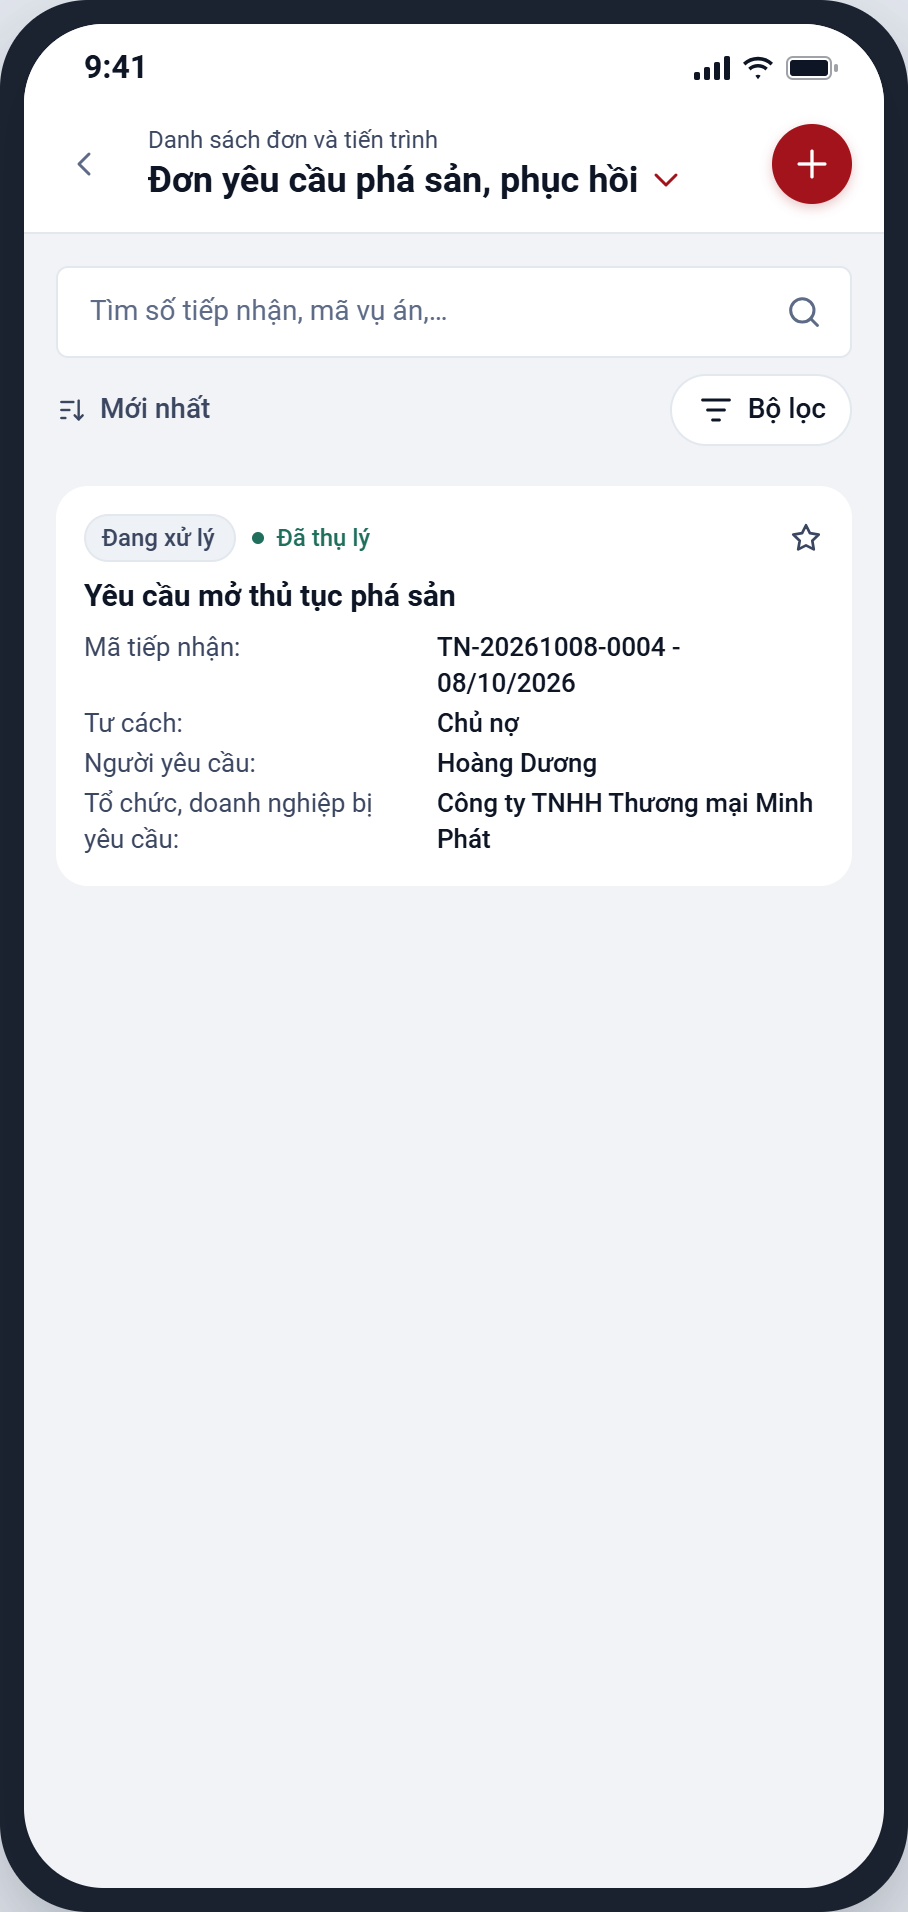 9:41
Danh sách đơn và tiến trình
Đơn yêu cầu phá sản, phục hồi
Tìm số tiếp nhận, mã vụ án,...
Mới nhất
Bộ lọc
Đang xử lý
Đã thụ lý
Yêu cầu mở thủ tục phá sản
Mã tiếp nhận:
TN-20261008-0004 -
08/10/2026
Tư cách:
Chủ nợ
Người yêu cầu:
Hoàng Dương
Tổ chức, doanh nghiệp bị
yêu cầu:
Công ty TNHH Thương mại Minh
Phát